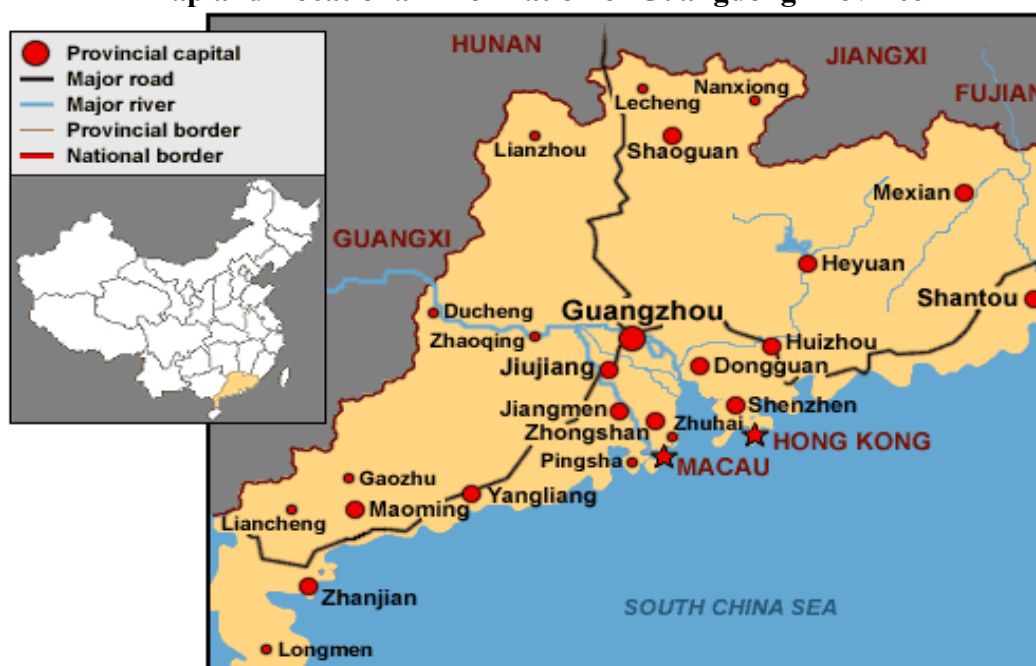 Provincial capital
Major road
Major river
Provincial border
National border
HUNAN
JIANGXI
FUJIAN
Lecheng
Nanxiong
Lianzhou
Shaoguan
Mexian
GUANGXI
Heyuan
Ducheng
Guangzhou
Shantou
Zhaoqing
Huizhou
Jiujiang
Dongguan
Jiangmen
Shenzhen
Zhongshan
Zhuhai
HONG KONG
Pingsha
MACAU
Gaozhu
Yangliang
Liancheng
Maoming
Zhanjian
SOUTH CHINA SEA
Longmen